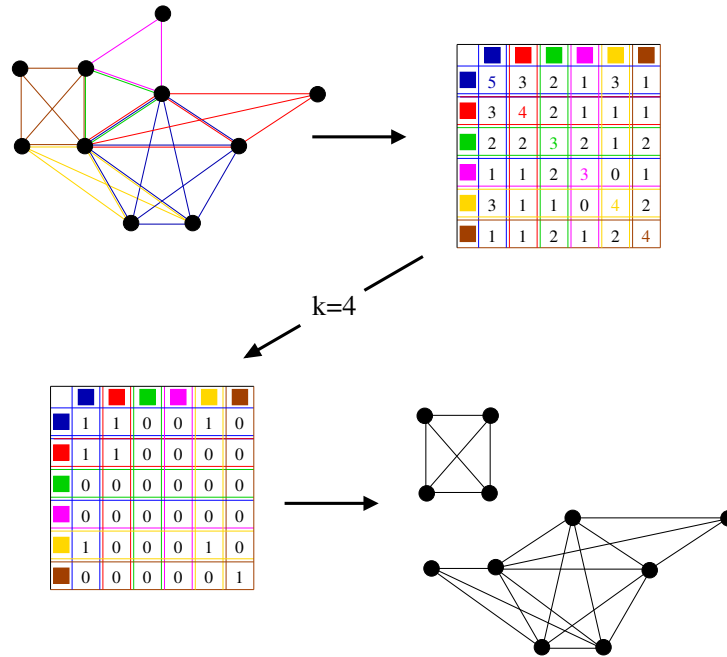 5 3 2 1 3 1
3 4 2 1 1 1
2 2 3 2 1 2
1 1 2 3 0 1
3 1 1 0 4 2
1 1 2 1 2 4
k=4
1 1 0 0 1 0
1 1 0 0 0 0
0 0 0 0 0 0
0 0 0 0 0 0
1 0 0 0 1 0
0 0 0 0 0 1